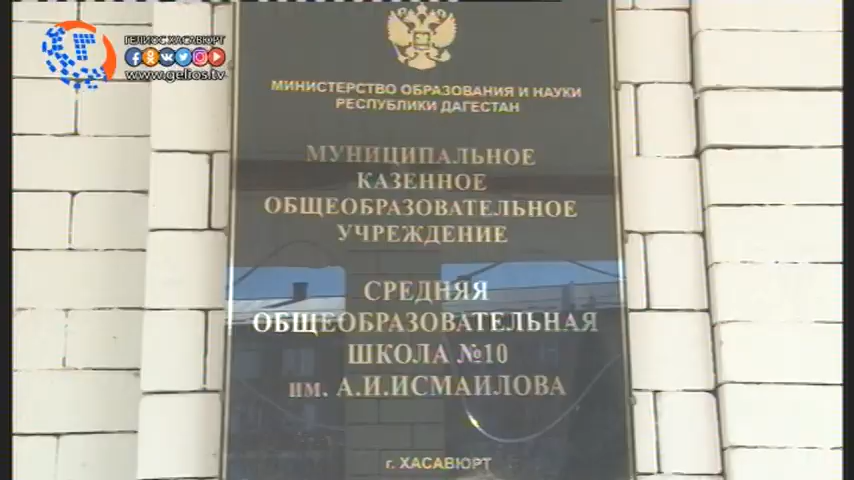 ГЕЛИОС ХАСАВЮРТ
www.gelios.tv
МИНИСТЕРСТВО ОБРАЗОВАНИЯ И НАУКИ
РЕСПУБЛИКИ ДАГЕСТАН
МУНИЦИПАЛЬНОЕ
КАЗЕННОЕ
ОБЩЕОБРАЗОВАТЕЛЬНОЕ
УЧРЕЖДЕНИЕ
СРЕДНЯЯ
ОБЩЕОБРАЗОВАТЕЛЬНАЯ
ШКОЛА №10
ИМ. А.И.ИСМАИЛОВА
г. ХАСАВЮРТ